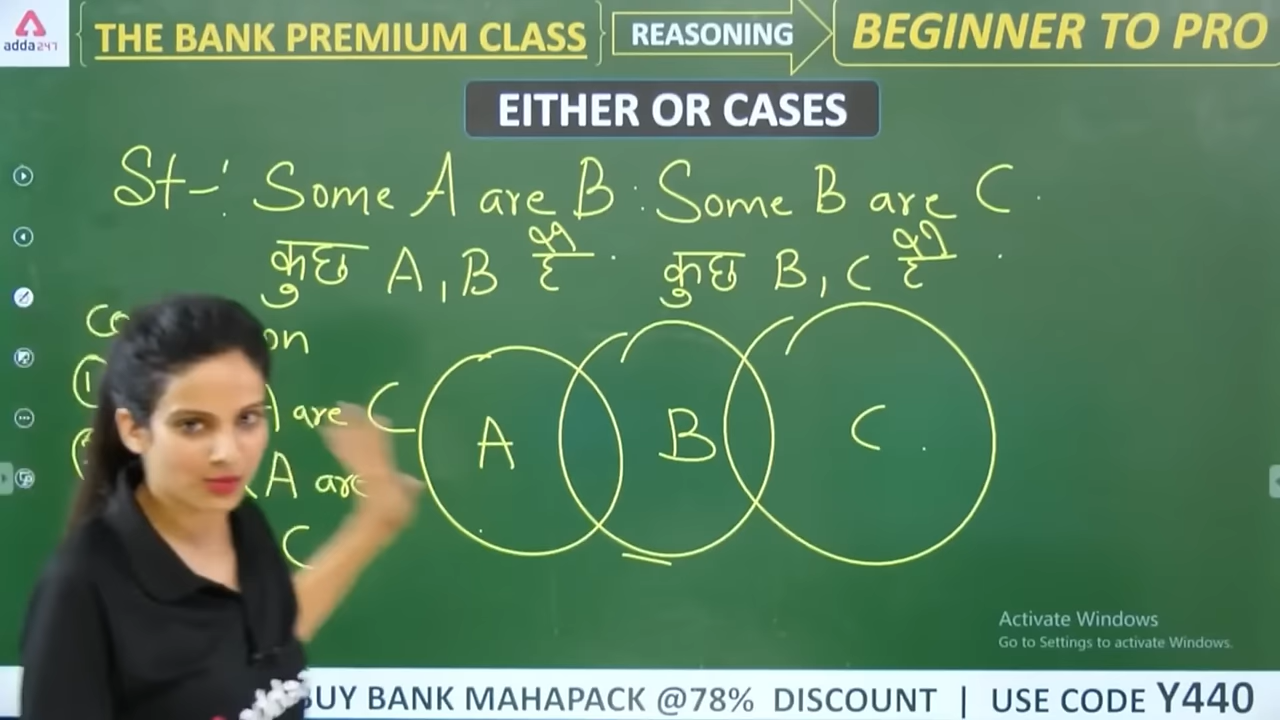 adda247
THE BANK PREMIUM CLASS
REASONING
BEGINNER TO PRO
EITHER OR CASES
St-: Some A are B. Some B are C.
कुछ A, B हैं. कुछ B, C हैं.
on
A are C
A are
C
A
B
C
Activate Windows
Go to Settings to activate Windows.
BUY BANK MAHAPACK @78% DISCOUNT | USE CODE Y440